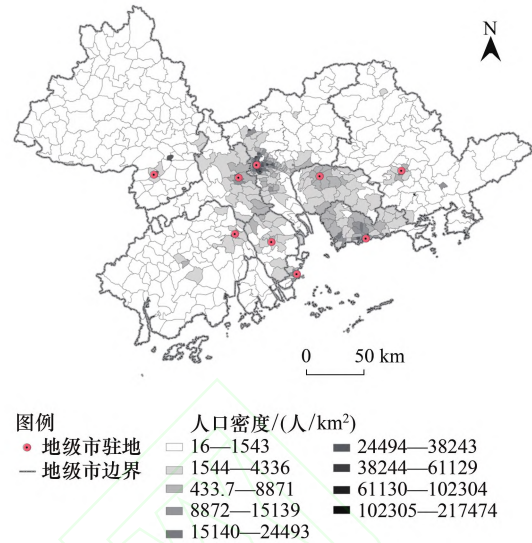 N
0 50 km
图例
地级市驻地
地级市边界
人口密度/(人/km²)
16—1543
1544—4336
433.7—8871
8872—15139
15140—24493
24494—38243
38244—61129
61130—102304
102305—217474